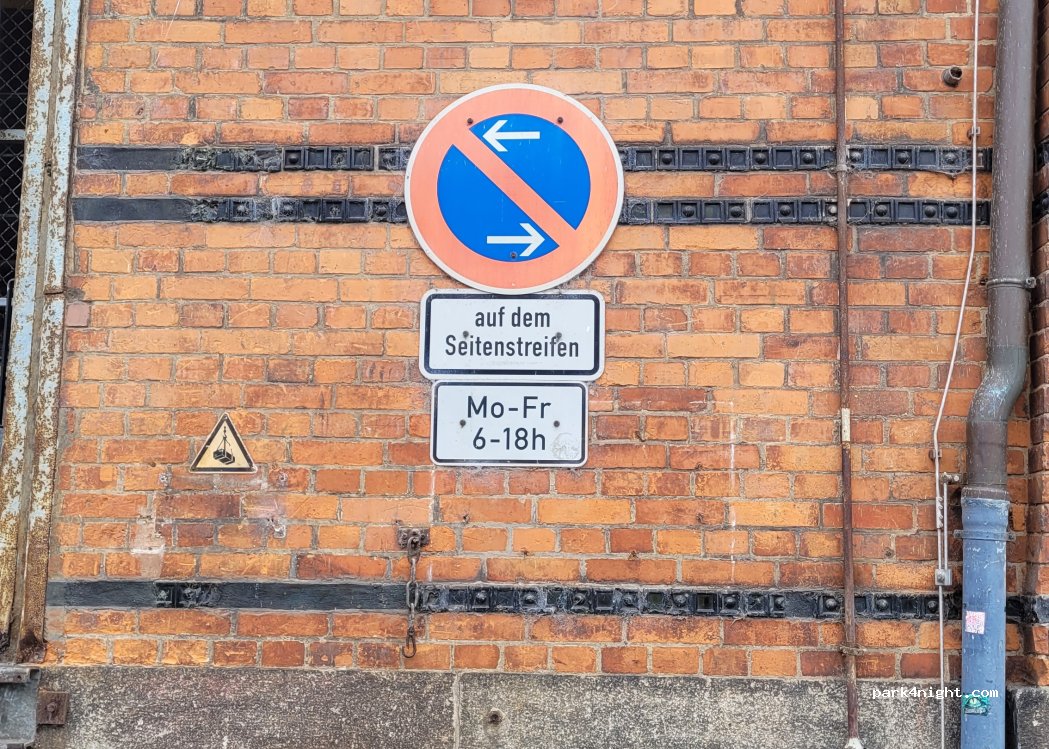 auf dem
Seitenstreifen
Mo-Fr
6-18h
park4night.com